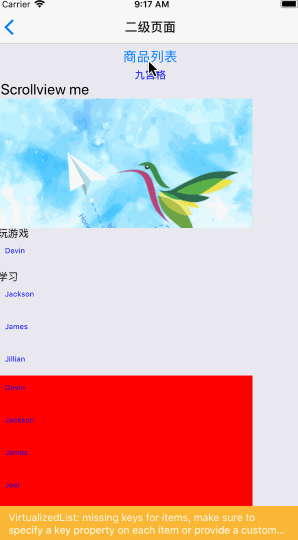 Carrier 9:17 AM
二级页面
商品列表
九宫格
Scrollview me
玩游戏
Devin
学习
Jackson
James
Jillian
Devin
Jackson
James
Joel
VirtualizedList: missing keys for items, make sure to
specify a key property on each item or provide a custom...